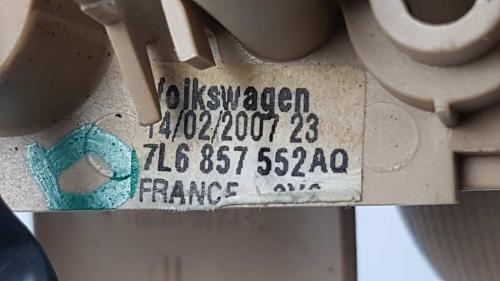 Volkswagen
14/02/2007 23
7L6 857 552AQ
FRANCE